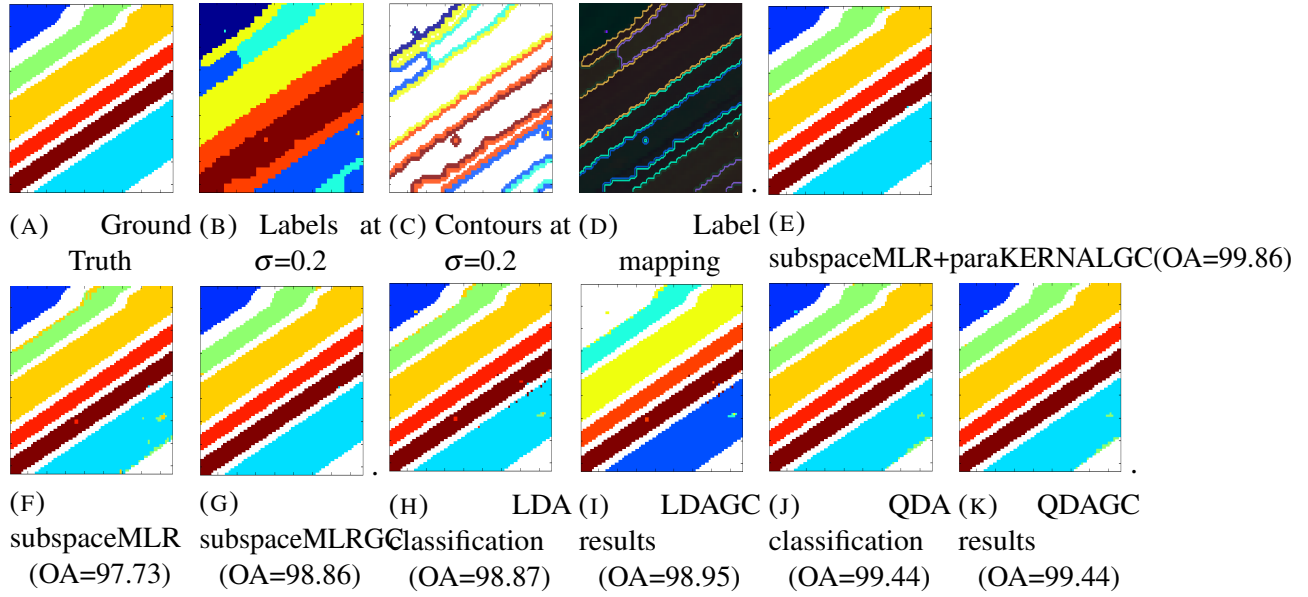 (A) Ground (B) Labels at (C) Contours at (D) Label (E)
Truth σ=0.2 σ=0.2 mapping subspaceMLR+paraKERNALGC(OA=99.86)
.
(F) (G) . (H) LDA (I) LDAGC (J) QDA (K) QDAGC .
subspaceMLR subspaceMLRGC classification results classification results
(OA=97.73) (OA=98.86) (OA=98.87) (OA=98.95) (OA=99.44) (OA=99.44)